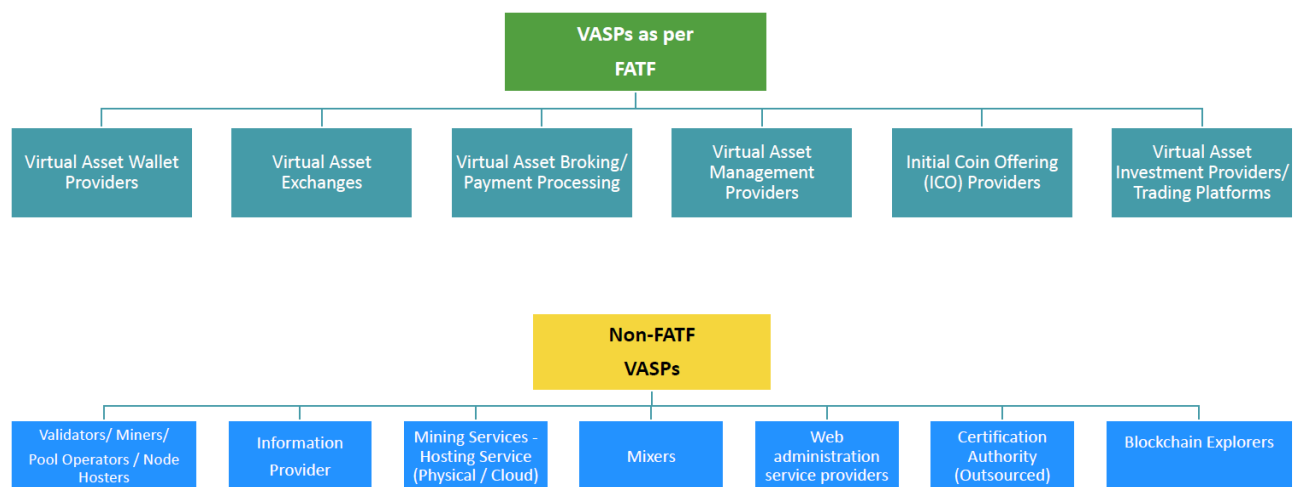 VASPs as per
FATF
Virtual Asset Wallet
Providers
Virtual Asset
Exchanges
Virtual Asset Broking/
Payment Processing
Virtual Asset
Management
Providers
Initial Coin Offering
(ICO) Providers
Virtual Asset
Investment Providers/
Trading Platforms
Non-FATF
VASPs
Validators/ Miners/
Pool Operators / Node
Hosters
Information
Provider
Mining Services -
Hosting Service
(Physical / Cloud)
Mixers
Web
administration
service providers
Certification
Authority
(Outsourced)
Blockchain Explorers